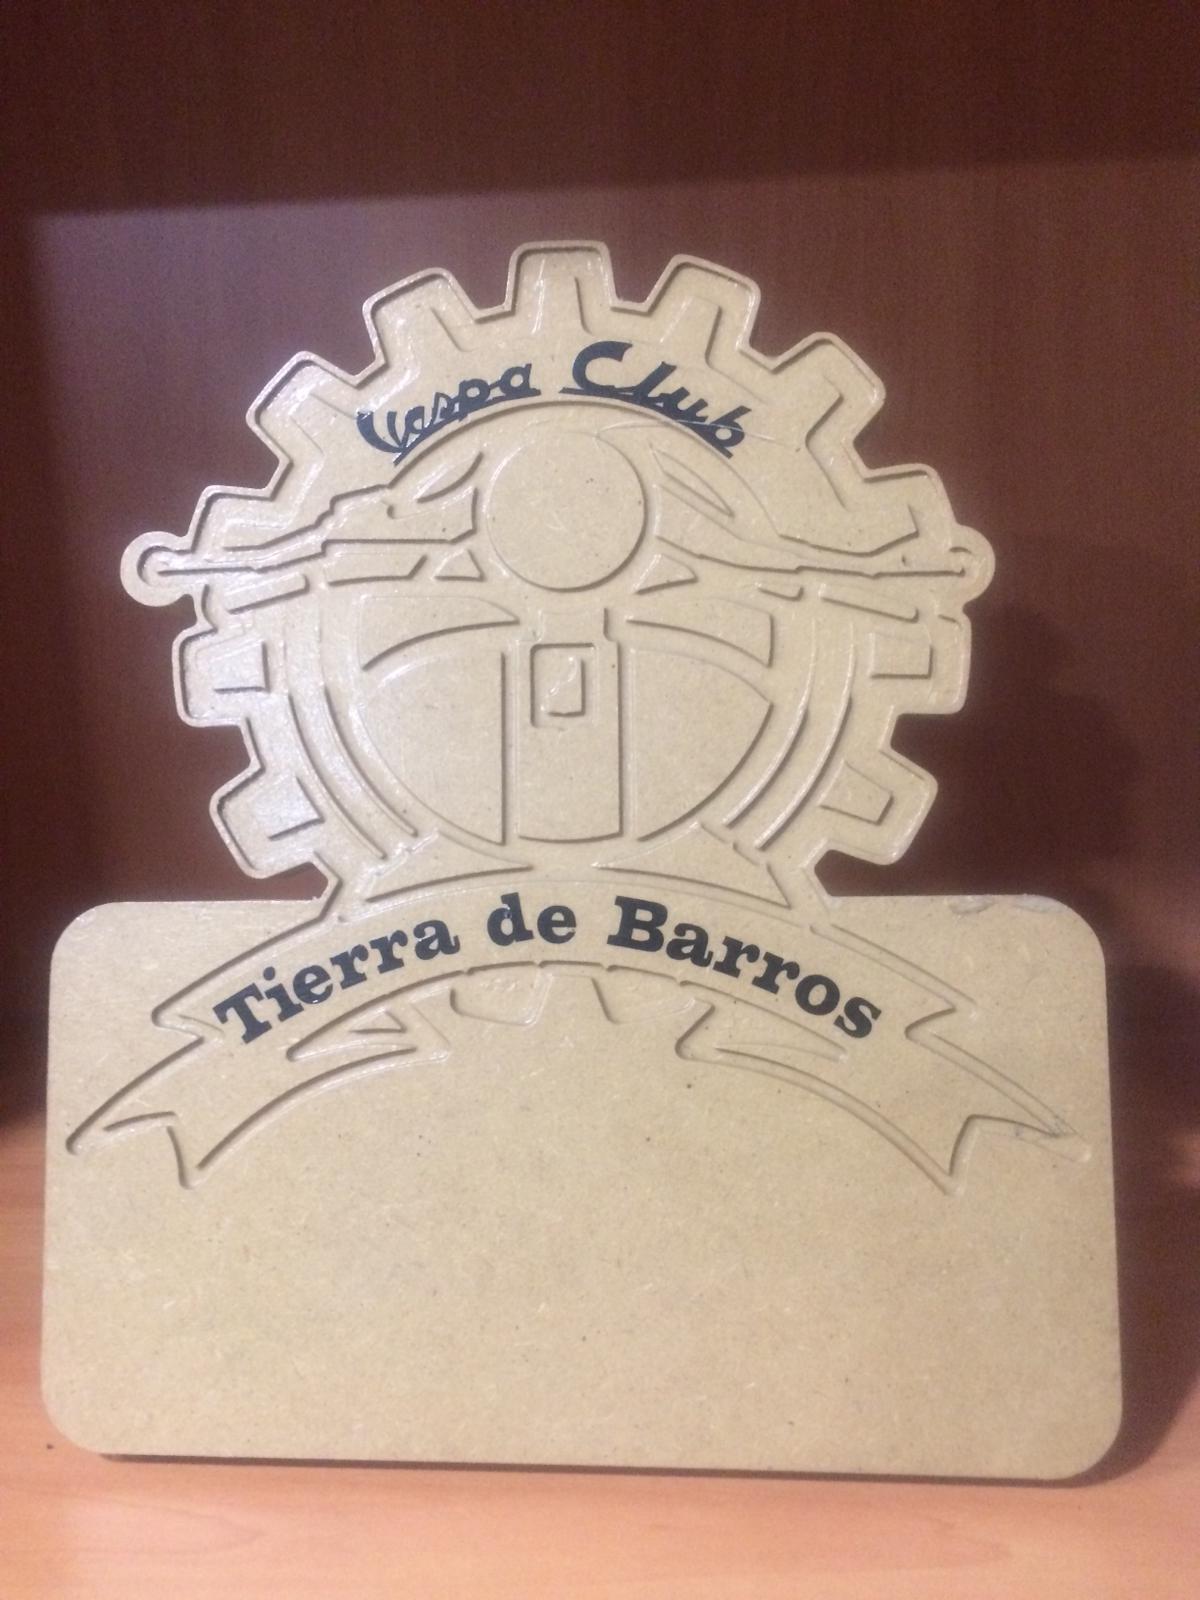 Vespa Club
Tierra de Barros